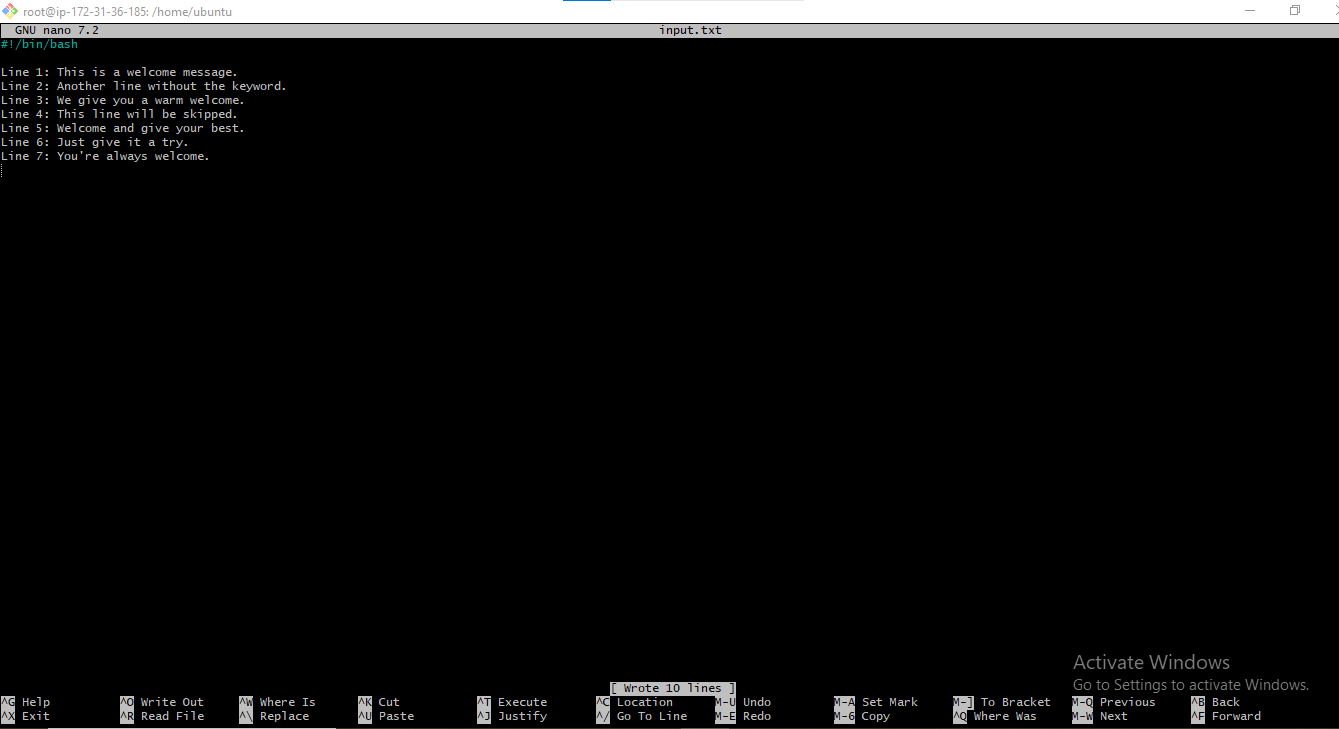 root@ip-172-31-36-185: /home/ubuntu
GNU nano 7.2 input.txt
#!/bin/bash
Line 1: This is a welcome message.
Line 2: Another line without the keyword.
Line 3: We give you a warm welcome.
Line 4: This line will be skipped.
Line 5: Welcome and give your best.
Line 6: Just give it a try.
Line 7: You're always welcome.
Activate Windows
Go to Settings to activate Windows.
[ Wrote 10 lines ]
^G Help ^O Write Out ^W Where Is ^K Cut ^T Execute ^C Location M-U Undo M-A Set Mark M-] To Bracket M-Q Previous ^B Back
^X Exit ^R Read File ^\ Replace ^U Paste ^J Justify ^/ Go To Line M-E Redo M-6 Copy ^Q Where Was M-W Next ^F Forward